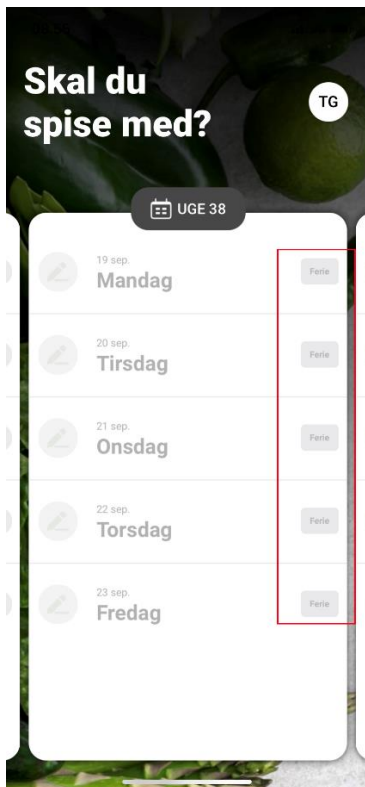 Skal du
spise med?
TG
UGE 38
19 sep.
Mandag
Ferie
20 sep.
Tirsdag
Ferie
21 sep.
Onsdag
Ferie
22 sep.
Torsdag
Ferie
23 sep.
Fredag
Ferie